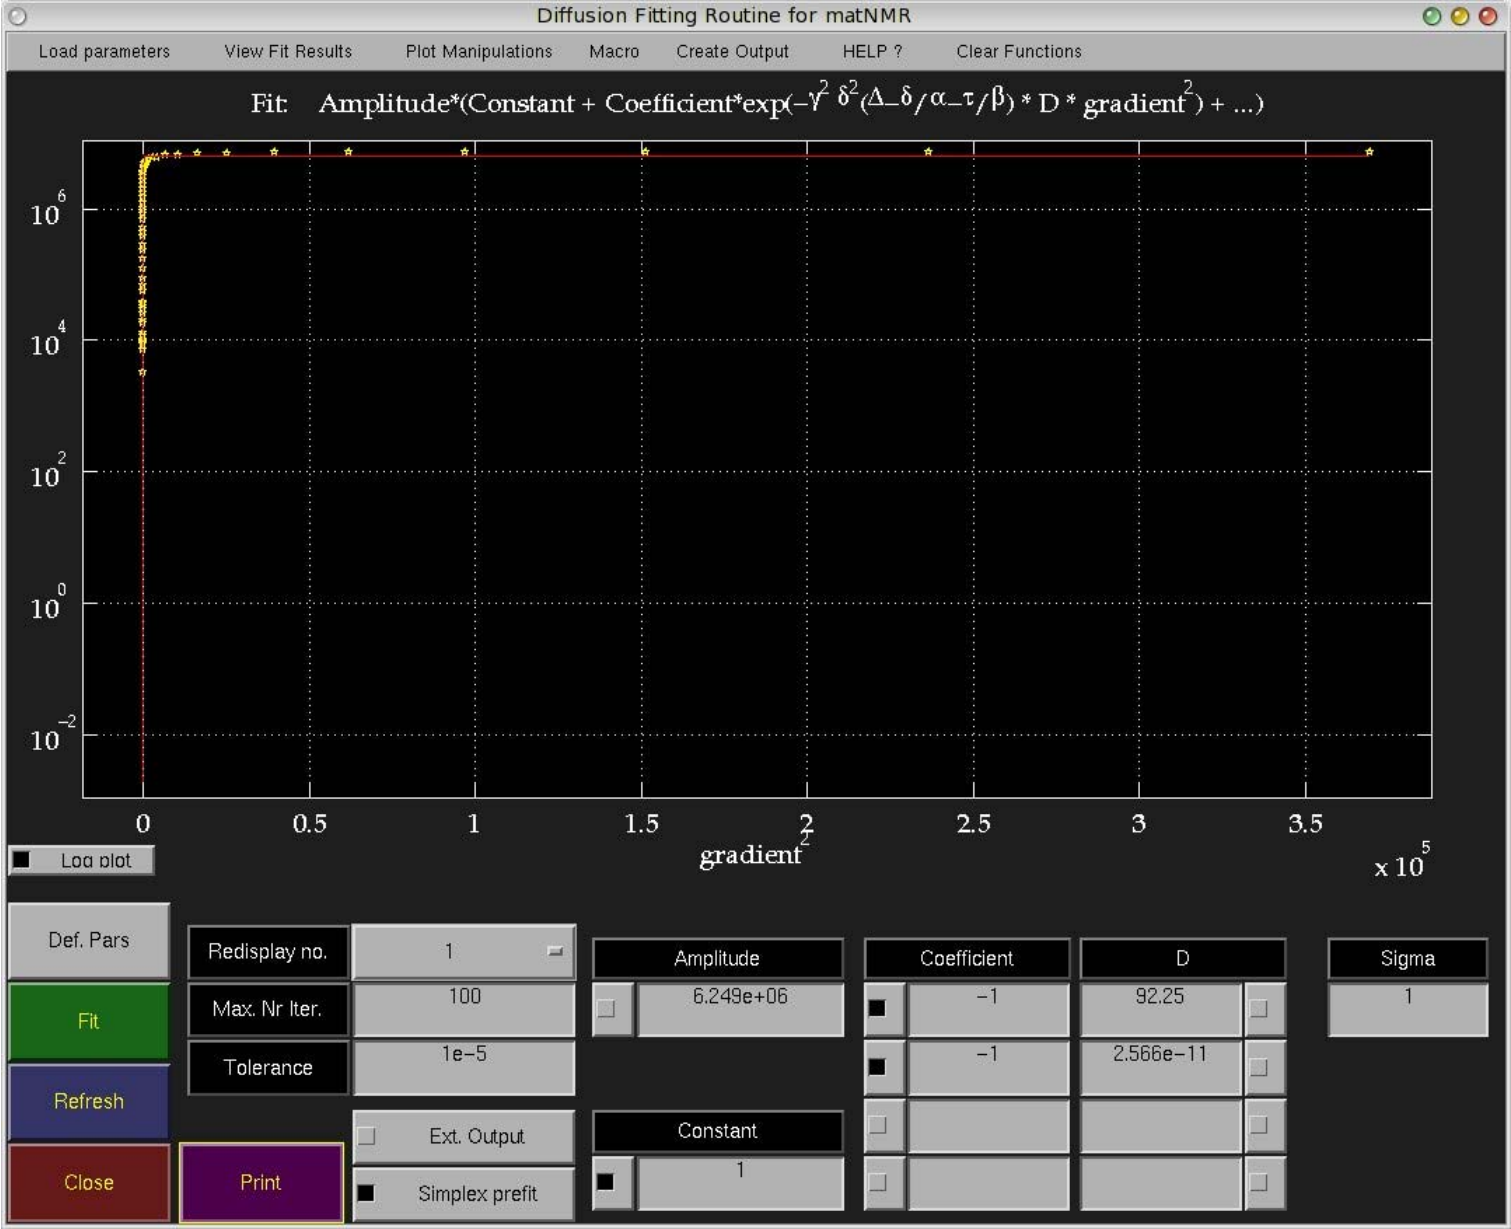 Diffusion Fitting Routine for matNMR
Load parameters View Fit Results Plot Manipulations Macro Create Output HELP ? Clear Functions
Fit: Amplitude*(Constant + Coefficient*exp(−γ² δ²(Δ−δ/α−τ/β) * D * gradient²) + ...)
10⁶
10⁴
10²
10⁰
10⁻²
0 0.5 1 1.5 2 2.5 3 3.5
gradient²
x 10⁵
Log plot
Def. Pars
Fit
Refresh
Close
Redisplay no. 1
Max. Nr Iter. 100
Tolerance 1e−5
Ext. Output
Simplex prefit
Print
Amplitude
6.249e+06
Constant
1
Coefficient D
−1 92.25
−1 2.566e−11
Sigma
1